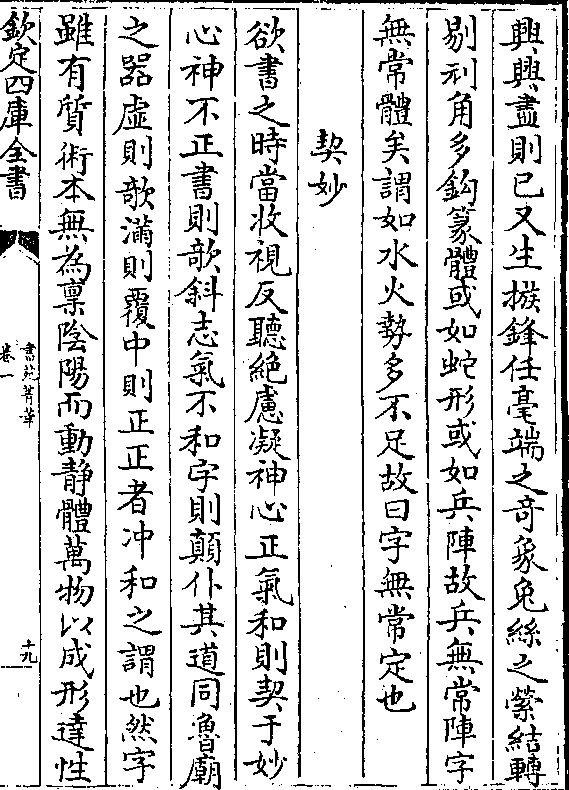 興興盡則已又生摋鋒任毫端之竒象兔絲之縈結轉
剔刓角多鈎篆體或如蛇形或如兵陣故兵無常陣字
無常體矣謂如水火勢多不定故曰字無常定也
契妙
欲書之時當收視反聽絶慮凝神心正氣和則契于妙
心神不正書則欹斜志氣不和字則顛仆其道同魯廟
之器虛則欹滿則覆中則正正者冲和之謂也然字
雖有質術本無為稟陰陽而動静體萬物以成形達性
欽定四庫全書
書苑菁華
卷一
十九